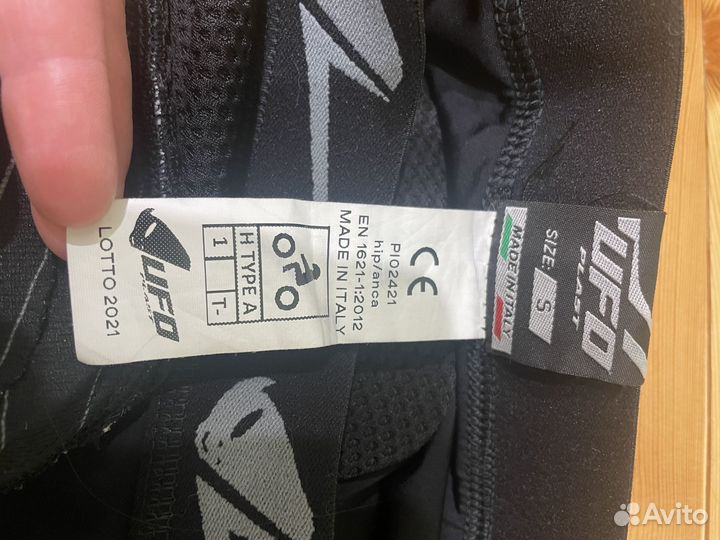 CE
PI02421
hip/anca
EN 1621-1:2012
MADE IN ITALY
H TYPE A
1
T-
UFO
PLAST
LOTTO 2021
UFO
PLAST
SIZE: S
MADE IN ITALY
Avito